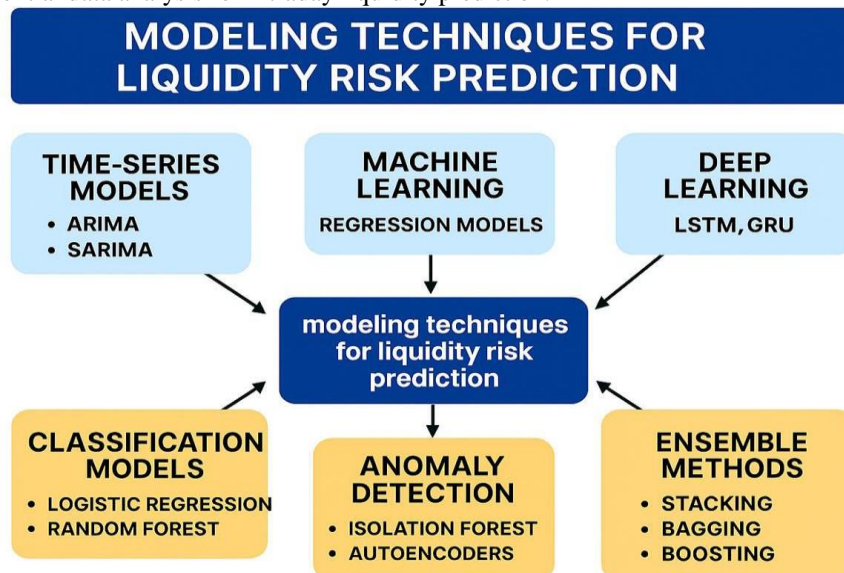 MODELING TECHNIQUES FOR
LIQUIDITY RISK PREDICTION
TIME-SERIES
MODELS
• ARIMA
• SARIMA
MACHINE
LEARNING
REGRESSION MODELS
DEEP
LEARNING
LSTM, GRU
modeling techniques
for liquidity risk
prediction
CLASSIFICATION
MODELS
• LOGISTIC REGRESSION
• RANDOM FOREST
ANOMALY
DETECTION
• ISOLATION FOREST
• AUTOENCODERS
ENSEMBLE
METHODS
• STACKING
• BAGGING
• BOOSTING